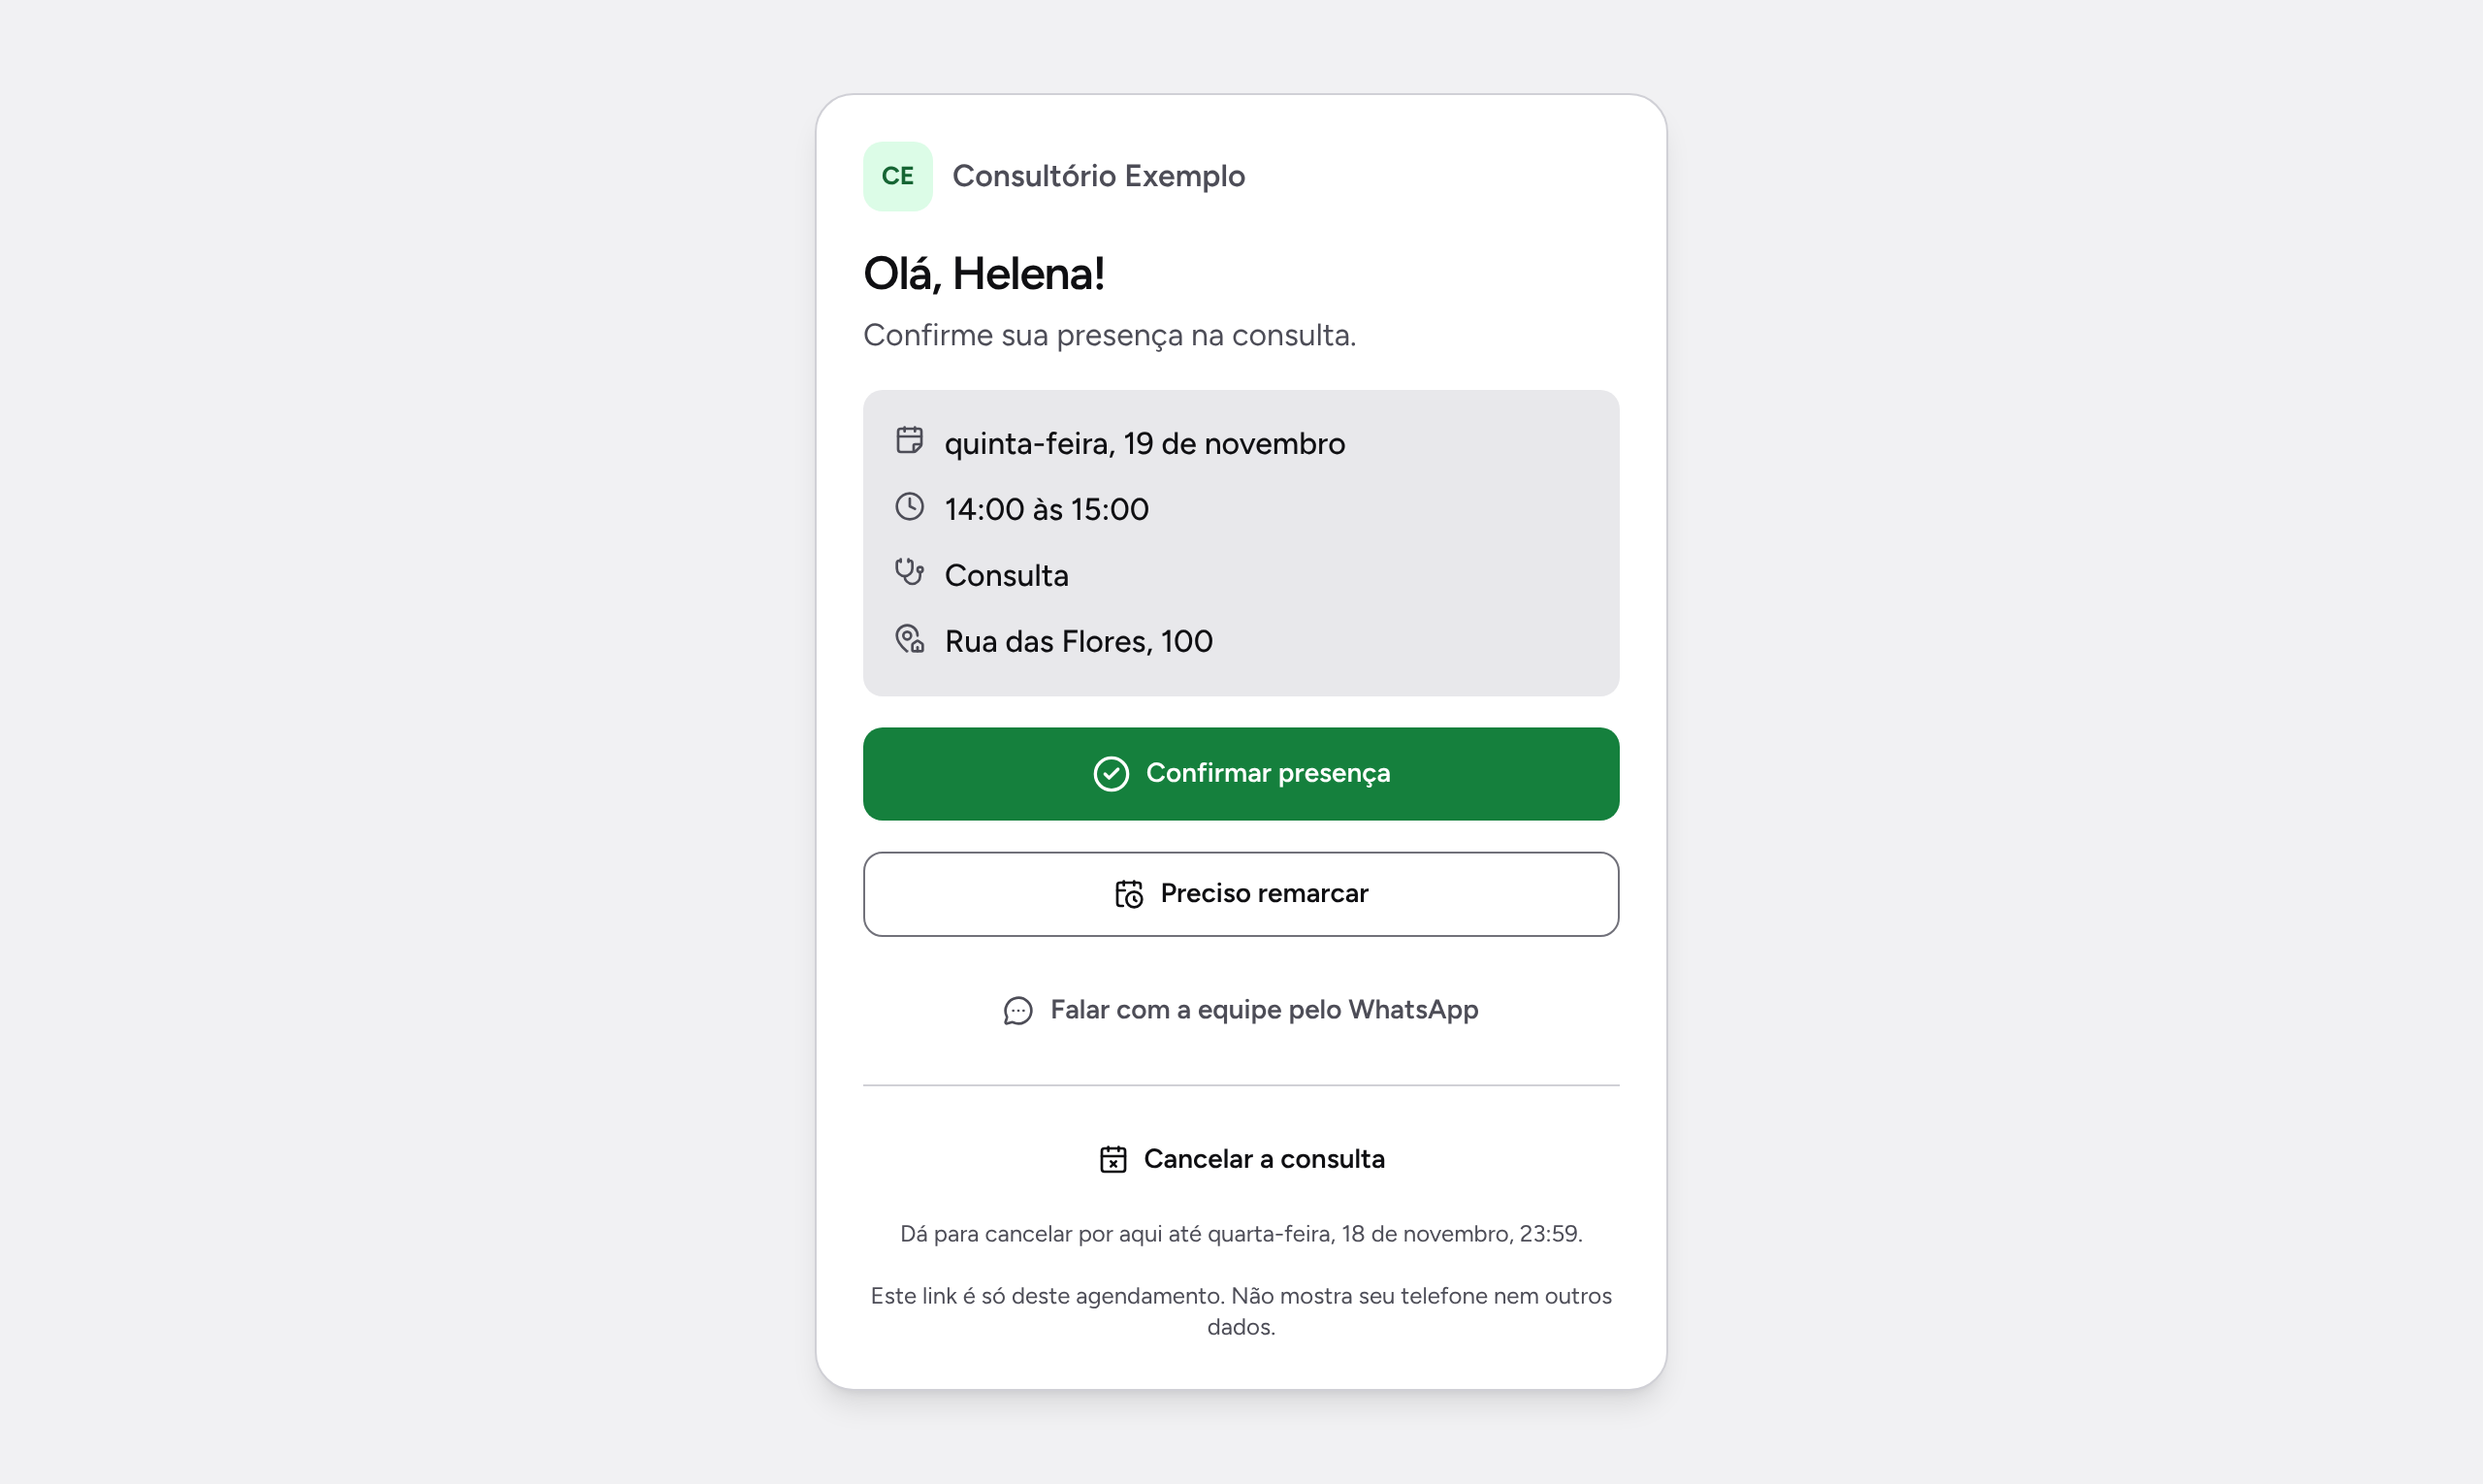 CE
Consultório Exemplo
Olá, Helena!
Confirme sua presença na consulta.
quinta-feira, 19 de novembro
14:00 às 15:00
Consulta
Rua das Flores, 100
Confirmar presença
Preciso remarcar
Falar com a equipe pelo WhatsApp
Cancelar a consulta
Dá para cancelar por aqui até quarta-feira, 18 de novembro, 23:59.
Este link é só deste agendamento. Não mostra seu telefone nem outros
dados.